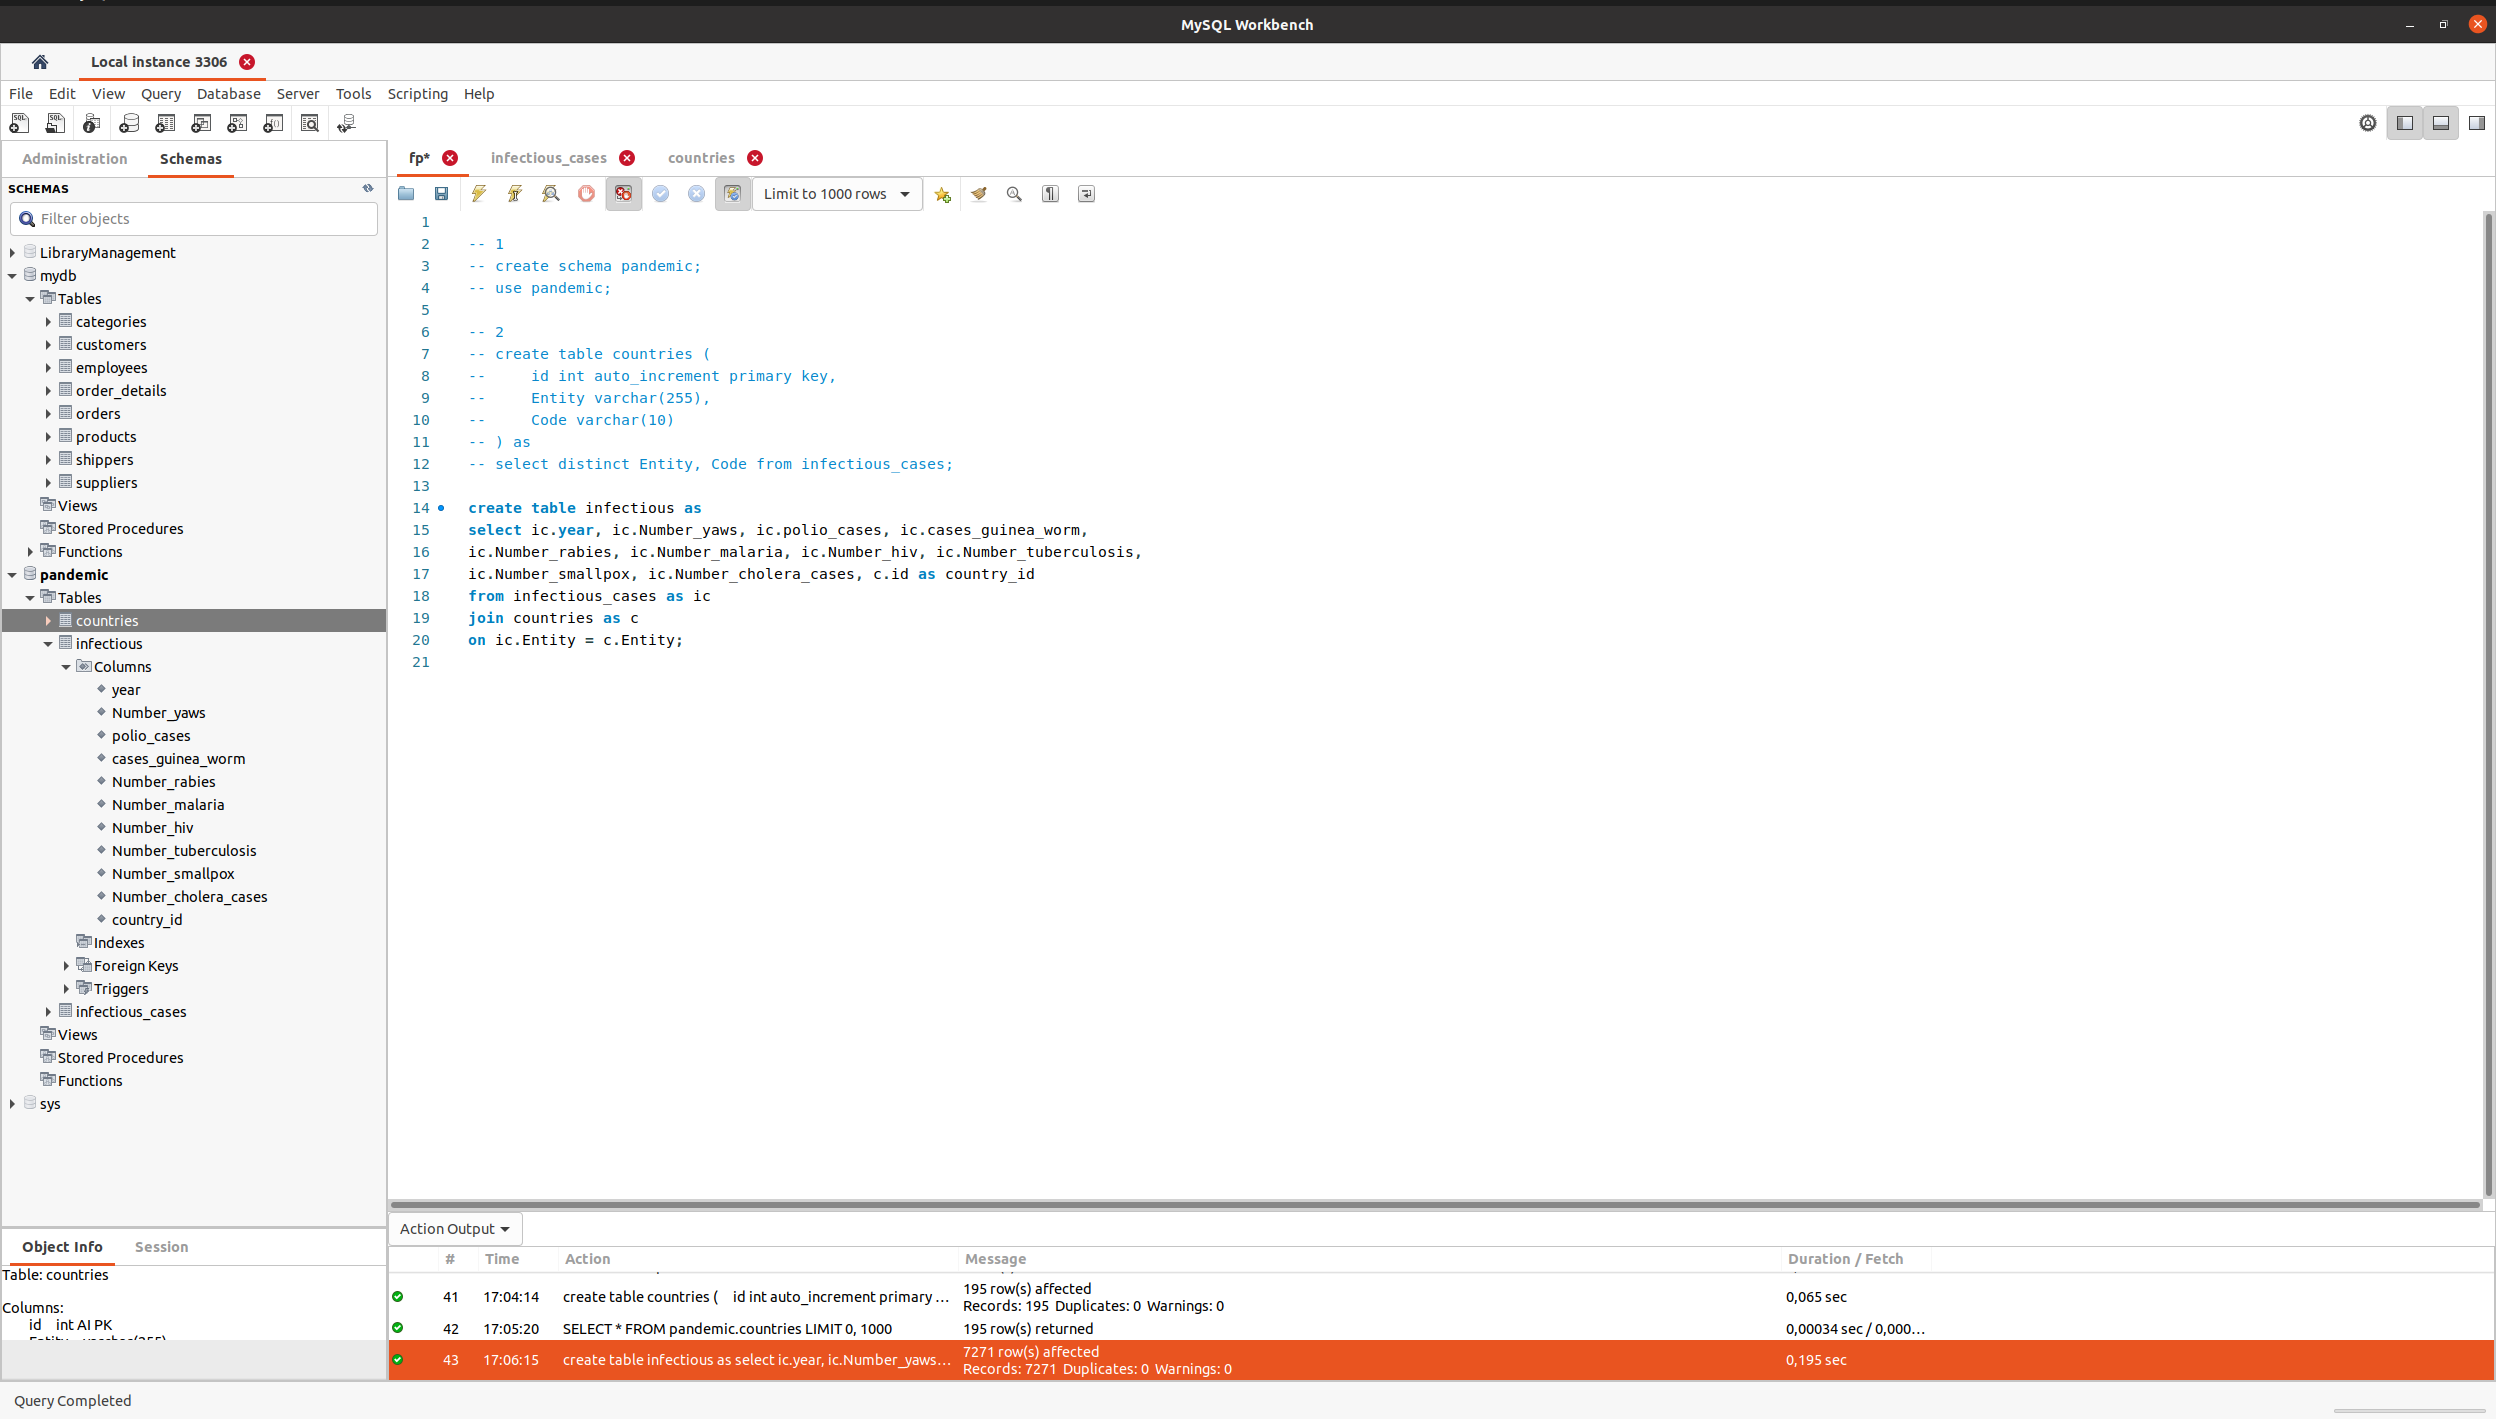 MySQL Workbench
Local instance 3306
File Edit View Query Database Server Tools Scripting Help
Administration Schemas
SCHEMAS
Filter objects
LibraryManagement
mydb
Tables
categories
customers
employees
order_details
orders
products
shippers
suppliers
Views
Stored Procedures
Functions
pandemic
Tables
countries
infectious
Columns
year
Number_yaws
polio_cases
cases_guinea_worm
Number_rabies
Number_malaria
Number_hiv
Number_tuberculosis
Number_smallpox
Number_cholera_cases
country_id
Indexes
Foreign Keys
Triggers
infectious_cases
Views
Stored Procedures
Functions
sys
Object Info Session
Table: countries
Columns:
id int AI PK
Entity varchar(255)
fp* infectious_cases countries
Limit to 1000 rows
1
2 -- 1
3 -- create schema pandemic;
4 -- use pandemic;
5
6 -- 2
7 -- create table countries (
8 --     id int auto_increment primary key,
9 --     Entity varchar(255),
10 --     Code varchar(10)
11 -- ) as
12 -- select distinct Entity, Code from infectious_cases;
13
14 create table infectious as
15 select ic.year, ic.Number_yaws, ic.polio_cases, ic.cases_guinea_worm,
16 ic.Number_rabies, ic.Number_malaria, ic.Number_hiv, ic.Number_tuberculosis,
17 ic.Number_smallpox, ic.Number_cholera_cases, c.id as country_id
18 from infectious_cases as ic
19 join countries as c
20 on ic.Entity = c.Entity;
21
Action Output
# Time Action Message Duration / Fetch
41 17:04:14 create table countries ( id int auto_increment primary … 195 row(s) affected
Records: 195 Duplicates: 0 Warnings: 0 0,065 sec
42 17:05:20 SELECT * FROM pandemic.countries LIMIT 0, 1000 195 row(s) returned 0,00034 sec / 0,000…
43 17:06:15 create table infectious as select ic.year, ic.Number_yaws… 7271 row(s) affected
Records: 7271 Duplicates: 0 Warnings: 0 0,195 sec
Query Completed